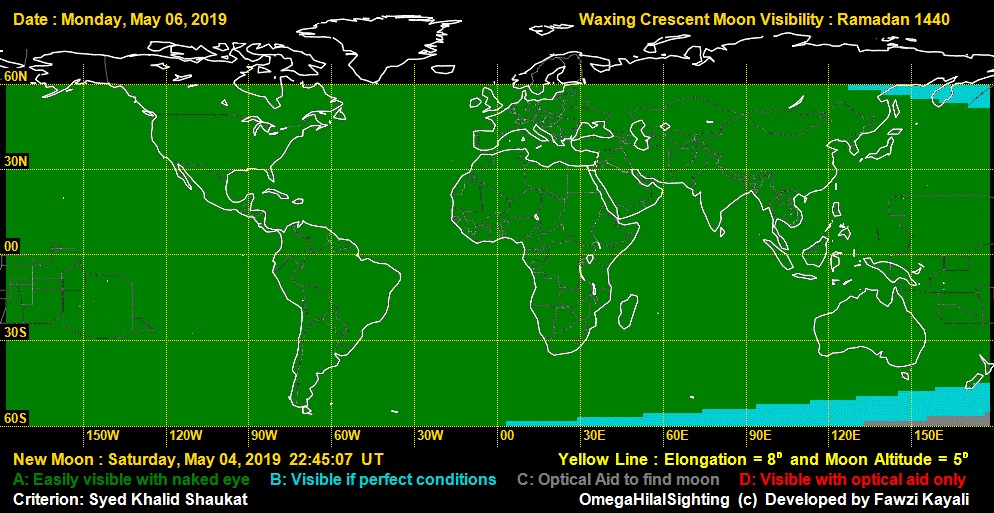 Date : Monday, May 06, 2019 Waxing Crescent Moon Visibility : Ramadan 1440
60N
30N
00
30S
60S
150W 120W 90W 60W 30W 00 30E 60E 90E 120E 150E
New Moon : Saturday, May 04, 2019 22:45:07 UT Yellow Line : Elongation = 8º and Moon Altitude = 5º
A: Easily visible with naked eye B: Visible if perfect conditions C: Optical Aid to find moon D: Visible with optical aid only
Criterion: Syed Khalid Shaukat OmegaHilalSighting (c) Developed by Fawzi Kayali